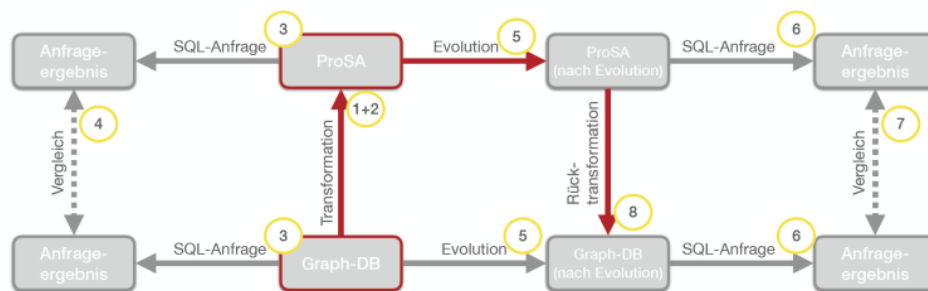 3
5
6
Anfrage-
ergebnis
SQL-Anfrage
ProSA
Evolution
ProSA
(nach Evolution)
SQL-Anfrage
Anfrage-
ergebnis
1+2
4
7
Vergleich
Transformation
Rück-
transformation
Vergleich
3
5
8
6
Anfrage-
ergebnis
SQL-Anfrage
Graph-DB
Evolution
Graph-DB
(nach Evolution)
SQL-Anfrage
Anfrage-
ergebnis